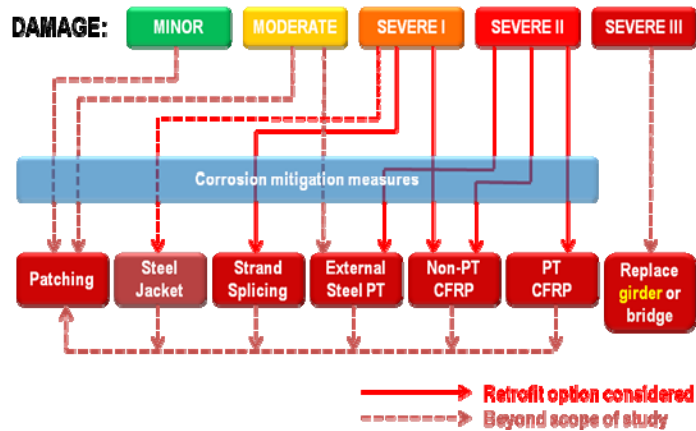 DAMAGE: MINOR MODERATE SEVERE I SEVERE II SEVERE III
Corrosion mitigation measures
Patching
Steel
Jacket
Strand
Splicing
External
Steel PT
Non-PT
CFRP
PT
CFRP
Replace
girder or
bridge
Retrofit option considered
Beyond scope of study